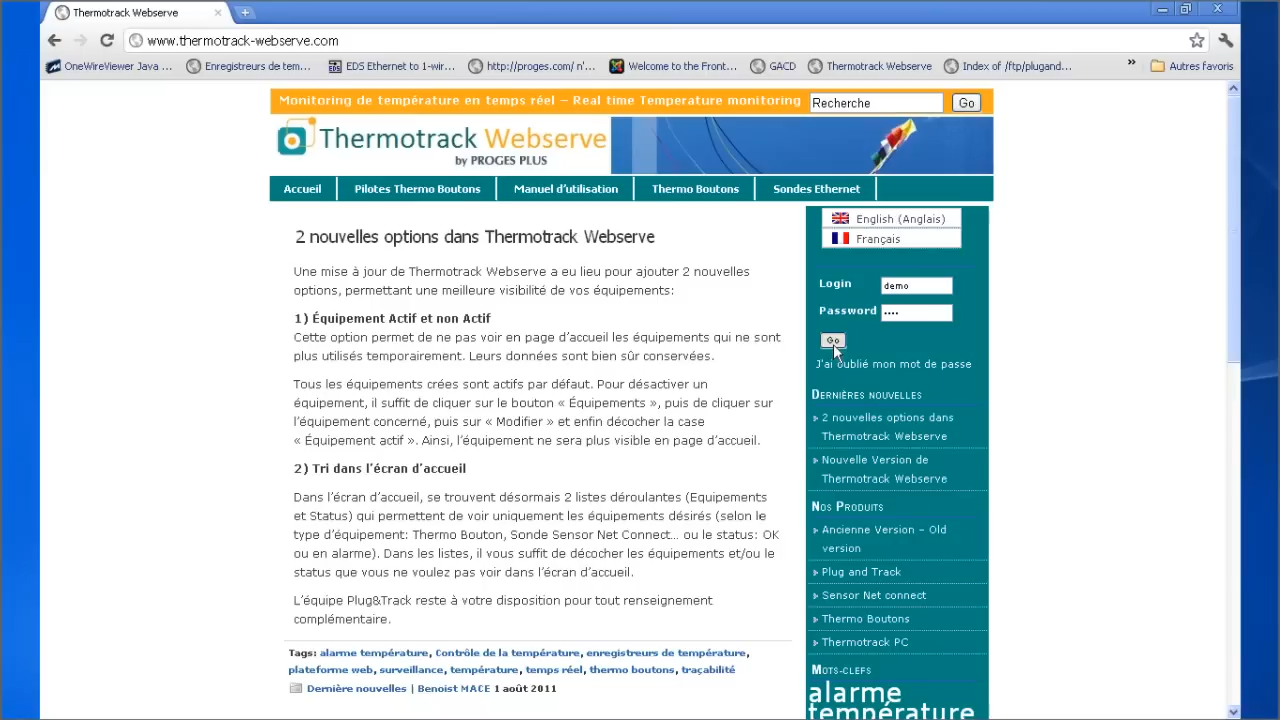 Thermotrack Webserve
www.thermotrack-webserve.com
OneWireViewer Java ... Enregistreurs de tem... EDS Ethernet to 1-wir... http://proges.com/ n'... Welcome to the Front... GACD Thermotrack Webserve Index of /ftp/plugand... » Autres favoris
Monitoring de température en temps réel – Real time Temperature monitoring Recherche Go
Thermotrack Webserve
by PROGES PLUS
Accueil Pilotes Thermo Boutons Manuel d'utilisation Thermo Boutons Sondes Ethernet
2 nouvelles options dans Thermotrack Webserve
Une mise à jour de Thermotrack Webserve a eu lieu pour ajouter 2 nouvelles
options, permettant une meilleure visibilité de vos équipements:
1) Équipement Actif et non Actif
Cette option permet de ne pas voir en page d'accueil les équipements qui ne sont
plus utilisés temporairement. Leurs données sont bien sûr conservées.
Tous les équipements crées sont actifs par défaut. Pour désactiver un
équipement, il suffit de cliquer sur le bouton « Équipements », puis de cliquer sur
l'équipement concerné, puis sur « Modifier » et enfin décocher la case
« Équipement actif ». Ainsi, l'équipement ne sera plus visible en page d'accueil.
2) Tri dans l'écran d'accueil
Dans l'écran d'accueil, se trouvent désormais 2 listes déroulantes (Equipements
et Status) qui permettent de voir uniquement les équipements désirés (selon le
type d'équipement: Thermo Bouton, Sonde Sensor Net Connect... ou le status: OK
ou en alarme). Dans les listes, il vous suffit de décocher les équipements et/ou le
status que vous ne voulez pas voir dans l'écran d'accueil.
L'équipe Plug&Track reste à votre disposition pour tout renseignement
complémentaire.
Tags: alarme température, Contrôle de la température, enregistreurs de température,
plateforme web, surveillance, température, temps réel, thermo boutons, traçabilité
Dernière nouvelles | Benoist MACE 1 août 2011
English (Anglais)
Français
Login demo
Password ••••
Go
J'ai oublié mon mot de passe
Dernières nouvelles
2 nouvelles options dans
Thermotrack Webserve
Nouvelle Version de
Thermotrack Webserve
Nos Produits
Ancienne Version – Old
version
Plug and Track
Sensor Net connect
Thermo Boutons
Thermotrack PC
Mots-clefs
alarme
température